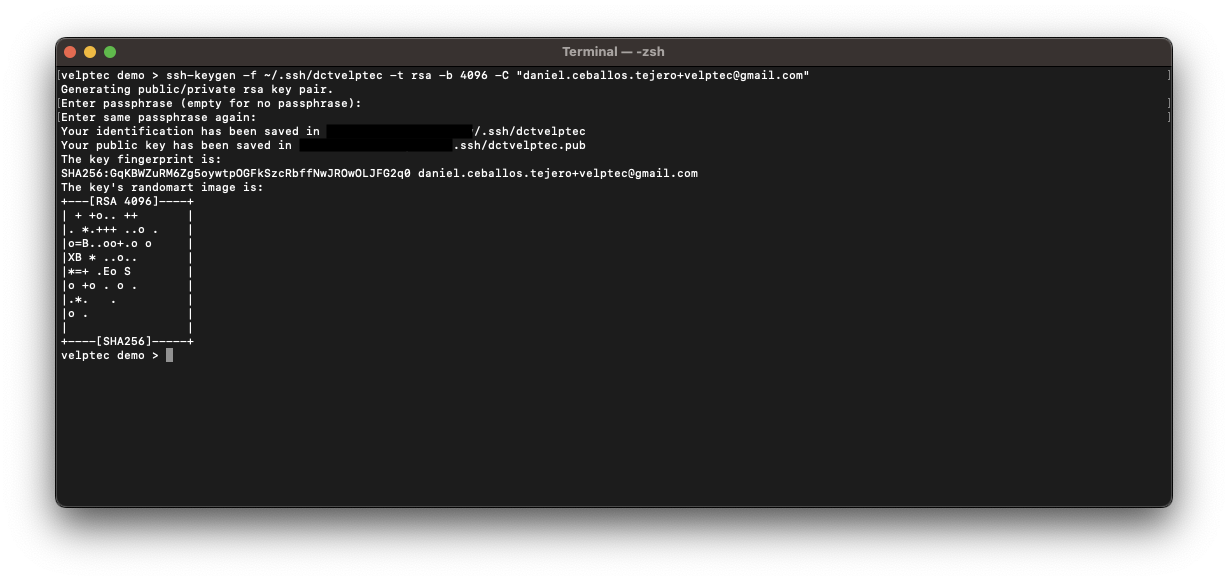 Terminal — -zsh
velptec demo > ssh-keygen -f ~/.ssh/dctvelptec -t rsa -b 4096 -C "daniel.ceballos.tejero+velptec@gmail.com"
Generating public/private rsa key pair.
Enter passphrase (empty for no passphrase):
Enter same passphrase again:
Your identification has been saved in /.ssh/dctvelptec
Your public key has been saved in .ssh/dctvelptec.pub
The key fingerprint is:
SHA256:GqKBWZuRM6Zg5oywtpOGFkSzcRbffNwJROwOLJFG2q0 daniel.ceballos.tejero+velptec@gmail.com
The key's randomart image is:
+---[RSA 4096]----+
| + +o.. ++       |
|. *.+++ ..o .    |
|o=B..oo+.o o     |
|XB * ..o..       |
|*=+ .Eo S        |
|o +o . o .       |
|.*.   .          |
|o .              |
|                 |
+----[SHA256]-----+
velptec demo >